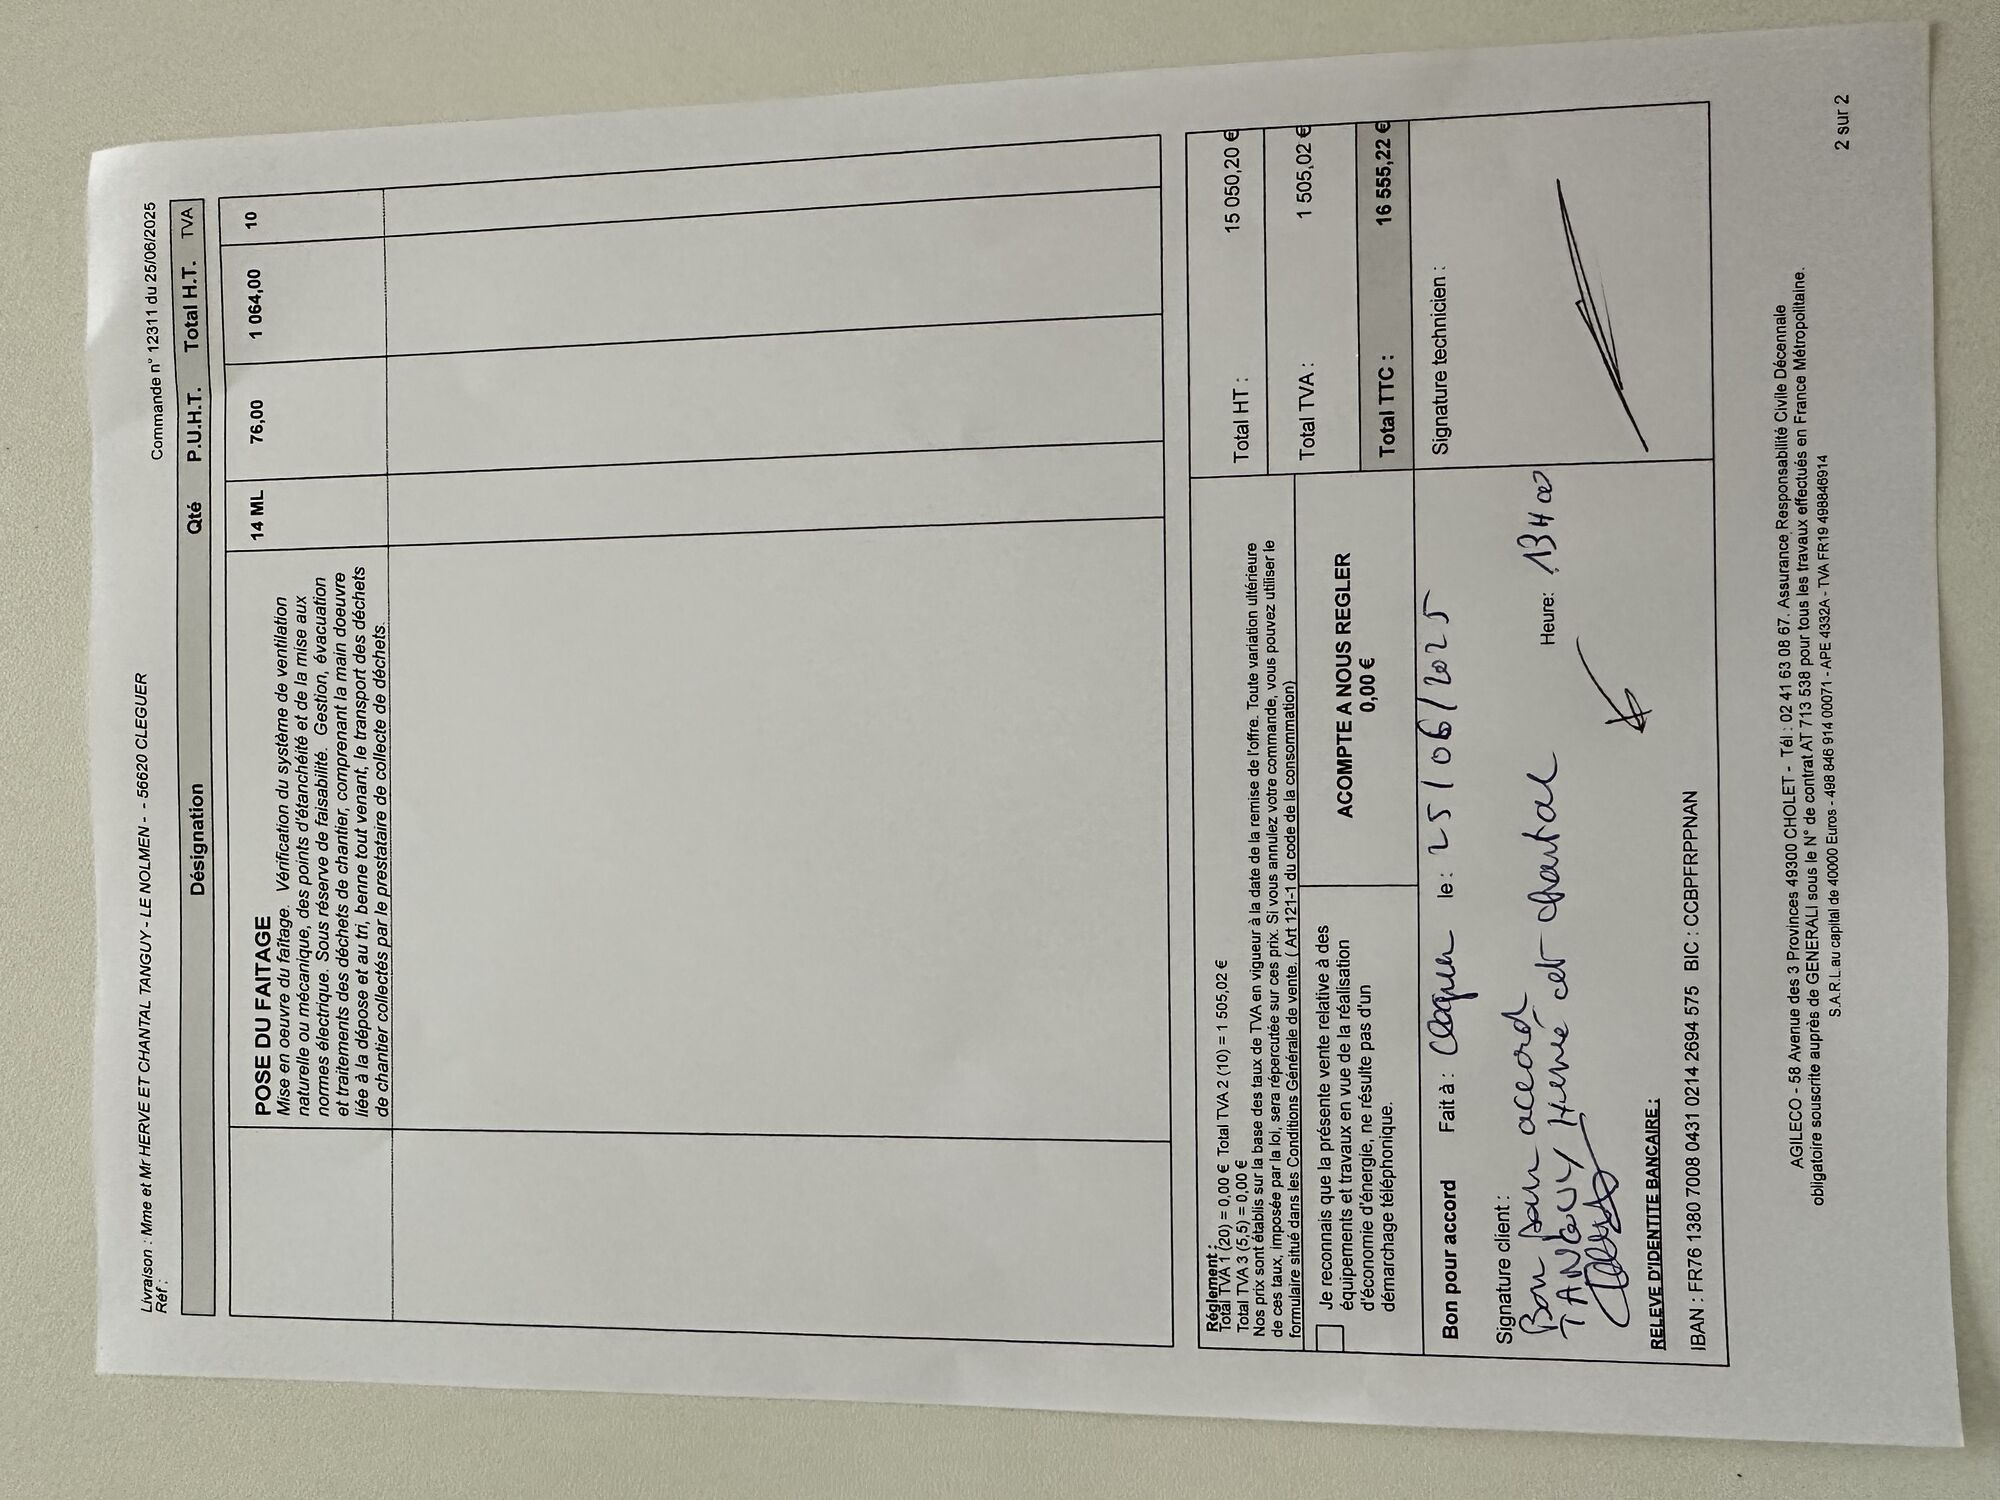 Livraison : Mme et Mr HERVE ET CHANTAL TANGUY - LE NOLMEN - - 56620 CLEGUER
Réf :
Commande n° 12311 du 25/06/2025
Désignation Qté P.U.H.T. Total H.T. TVA
POSE DU FAITAGE 14 ML 76,00 1 064,00 10
Mise en oeuvre du faîtage. Vérification du système de ventilation
naturelle ou mécanique, des points d'étanchéité et de la mise aux
normes électrique. Sous réserve de faisabilité. Gestion, évacuation
et traitements des déchets de chantier, comprenant la main doeuvre
liée à la dépose et au tri, benne tout venant, le transport des déchets
de chantier collectés par le prestataire de collecte de déchets.
Réglement :
Total TVA 1 (20) = 0,00 € Total TVA 2 (10) = 1 505,02 €
Total TVA 3 (5,5) = 0,00 €
Nos prix sont établis sur la base des taux de TVA en vigueur à la date de la remise de l'offre. Toute variation ultérieure
de ces taux, imposée par la loi, sera répercutée sur ces prix. Si vous annulez votre commande, vous pouvez utiliser le
formulaire situé dans les Conditions Générale de vente. ( Art 121-1 du code de la consommation)
Total HT : 15 050,20 €
Total TVA : 1 505,02 €
Total TTC : 16 555,22 €
Je reconnais que la présente vente relative à des
équipements et travaux en vue de la réalisation
d'économie d'énergie, ne résulte pas d'un
démarchage téléphonique.
ACOMPTE A NOUS REGLER
0,00 €
Bon pour accord Fait à : le : 25/06/2025
Signature client : Heure: 13H00
Bon pour accord
TANGUY Hervé et chantal
Signature technicien :
RELEVE D'IDENTITE BANCAIRE :
IBAN : FR76 1380 7008 0431 0214 2694 575 BIC : CCBPFRPPNAN
AGILECO - 58 Avenue des 3 Provinces 49300 CHOLET - Tél : 02 41 63 08 67. Assurance Responsabilité Civile Décennale
obligatoire souscrite auprès de GENERALI sous le N° de contrat AT 713 538 pour tous les travaux effectués en France Métropolitaine.
S.A.R.L.au capital de 40000 Euros - 498 846 914 00071 - APE 4332A - TVA FR19 498846914
2 sur 2